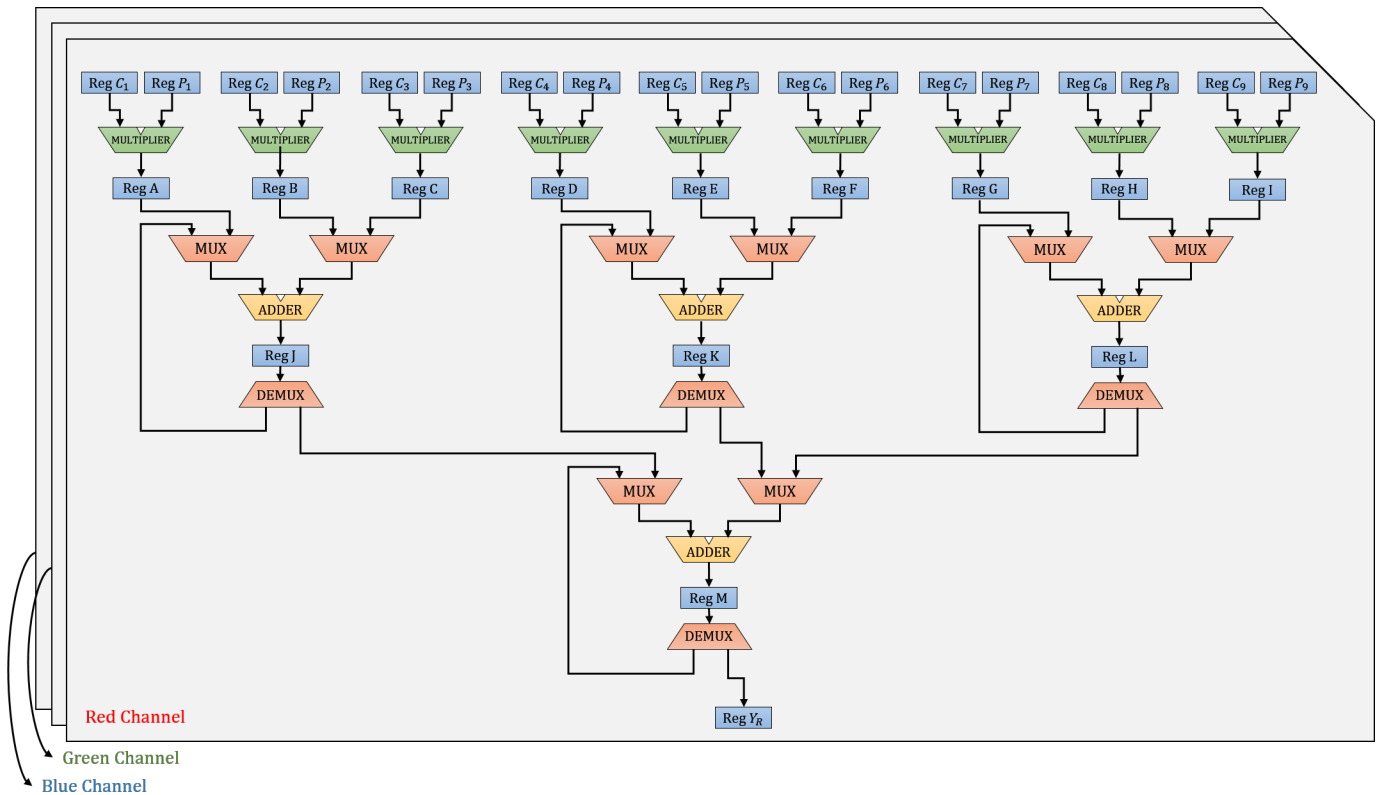 Reg C₁ Reg P₁ Reg C₂ Reg P₂ Reg C₃ Reg P₃ Reg C₄ Reg P₄ Reg C₅ Reg P₅ Reg C₆ Reg P₆ Reg C₇ Reg P₇ Reg C₈ Reg P₈ Reg C₉ Reg P₉
MULTIPLIER MULTIPLIER MULTIPLIER MULTIPLIER MULTIPLIER MULTIPLIER MULTIPLIER MULTIPLIER MULTIPLIER
Reg A Reg B Reg C Reg D Reg E Reg F Reg G Reg H Reg I
MUX MUX MUX MUX MUX MUX
ADDER ADDER ADDER
Reg J Reg K Reg L
DEMUX DEMUX DEMUX
MUX MUX
ADDER
Reg M
DEMUX
Red Channel Reg Y_R
Green Channel
Blue Channel